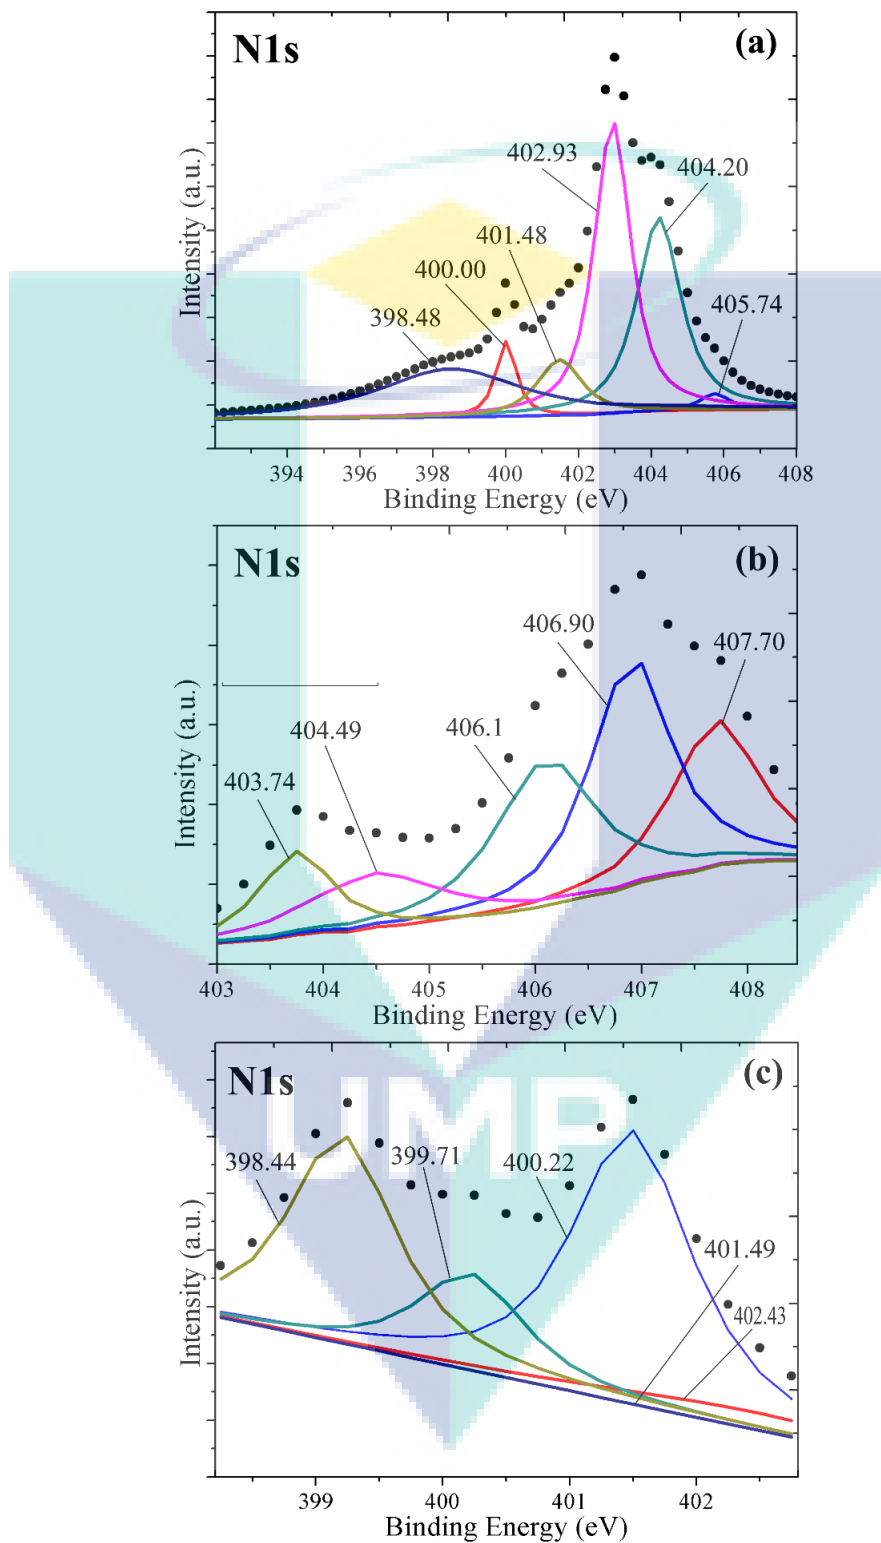 N1s
(a)
402.93
404.20
401.48
400.00
405.74
398.48
Intensity (a.u.)
394 396 398 400 402 404 406 408
Binding Energy (eV)
N1s
(b)
406.90
407.70
406.1
404.49
403.74
Intensity (a.u.)
403 404 405 406 407 408
Binding Energy (eV)
N1s
(c)
UMP
398.44
399.71
400.22
401.49
402.43
Intensity (a.u.)
399 400 401 402
Binding Energy (eV)